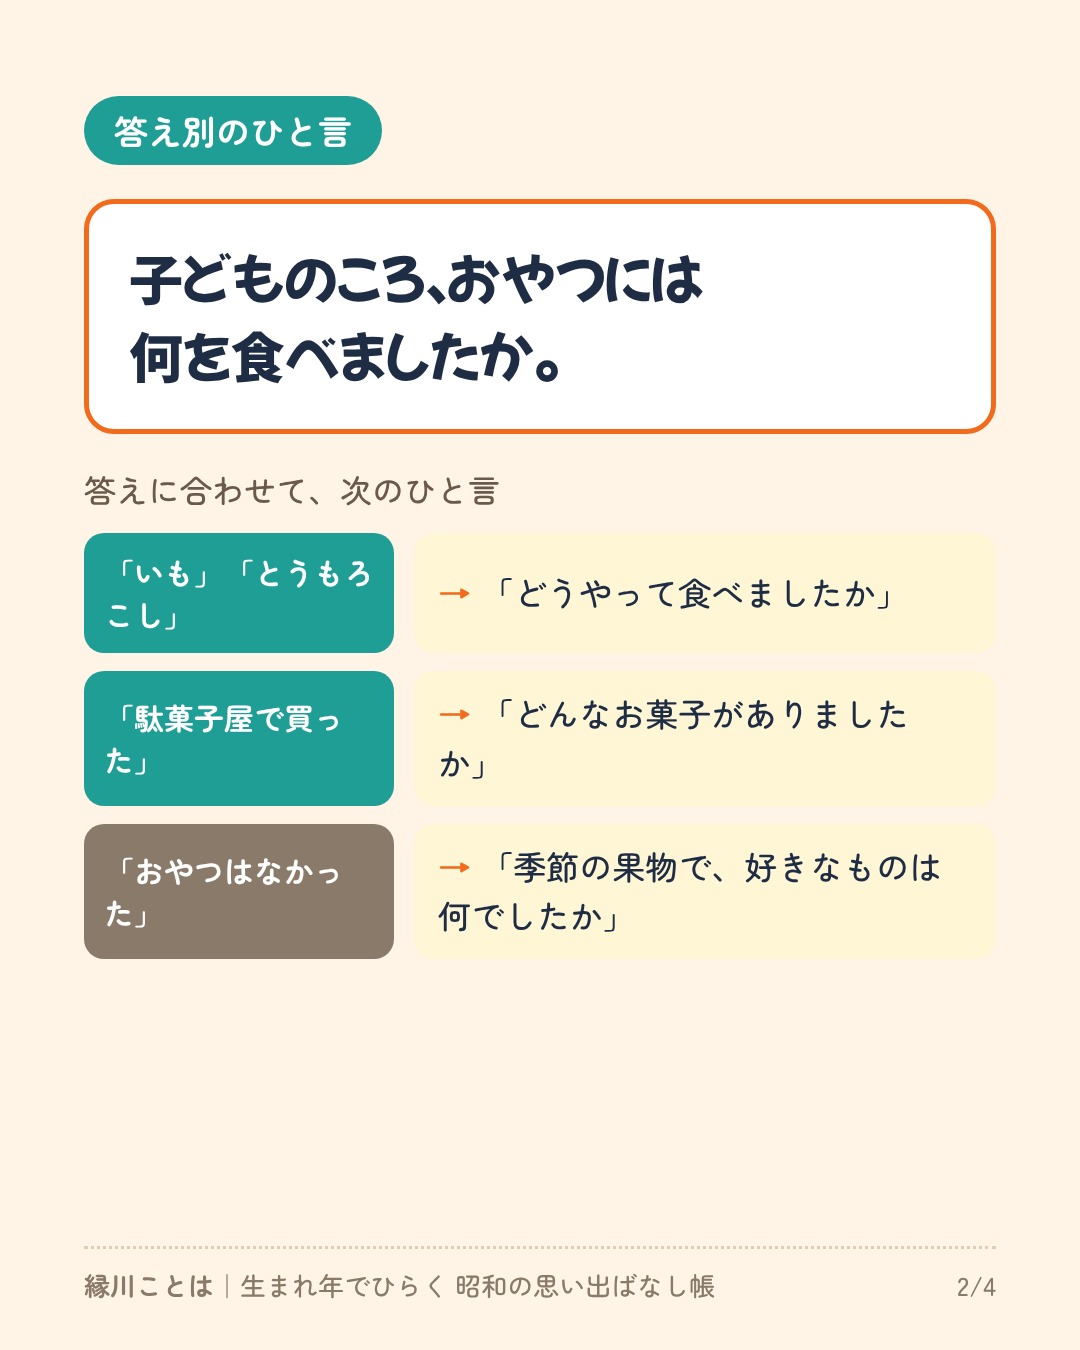 答え別のひと言
子どものころ、おやつには
何を食べましたか。
答えに合わせて、次のひと言
「いも」「とうもろ
こし」
→「どうやって食べましたか」
「駄菓子屋で買っ
た」
→「どんなお菓子がありました
か」
「おやつはなかっ
た」
→「季節の果物で、好きなものは
何でしたか」
縁川ことは｜生まれ年でひらく 昭和の思い出ばなし帳
2/4